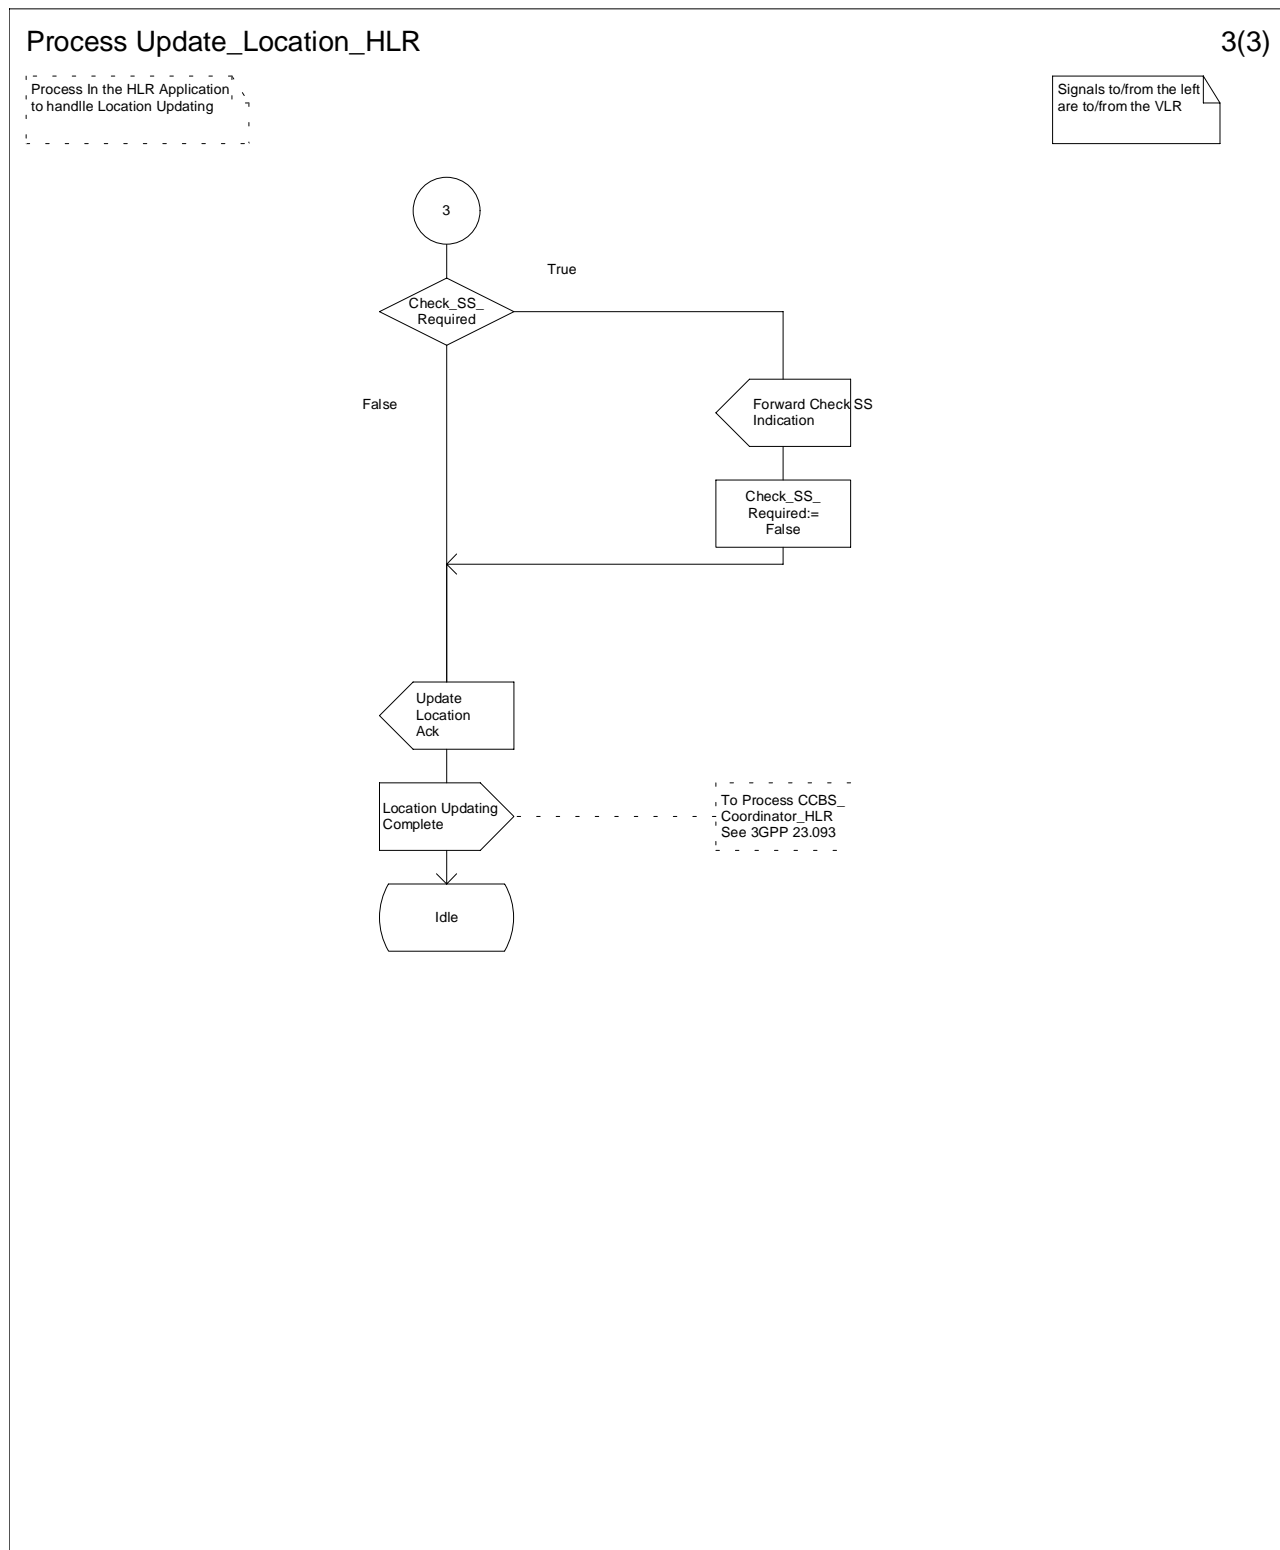 Process Update_Location_HLR
3(3)
Process In the HLR Application
to handlle Location Updating
Signals to/from the left
are to/from the VLR
3
True
Check_SS_
Required
False
Forward Check SS
Indication
Check_SS_
Required:=
False
Update
Location
Ack
Location Updating
Complete
To Process CCBS_
Coordinator_HLR
See 3GPP 23.093
Idle